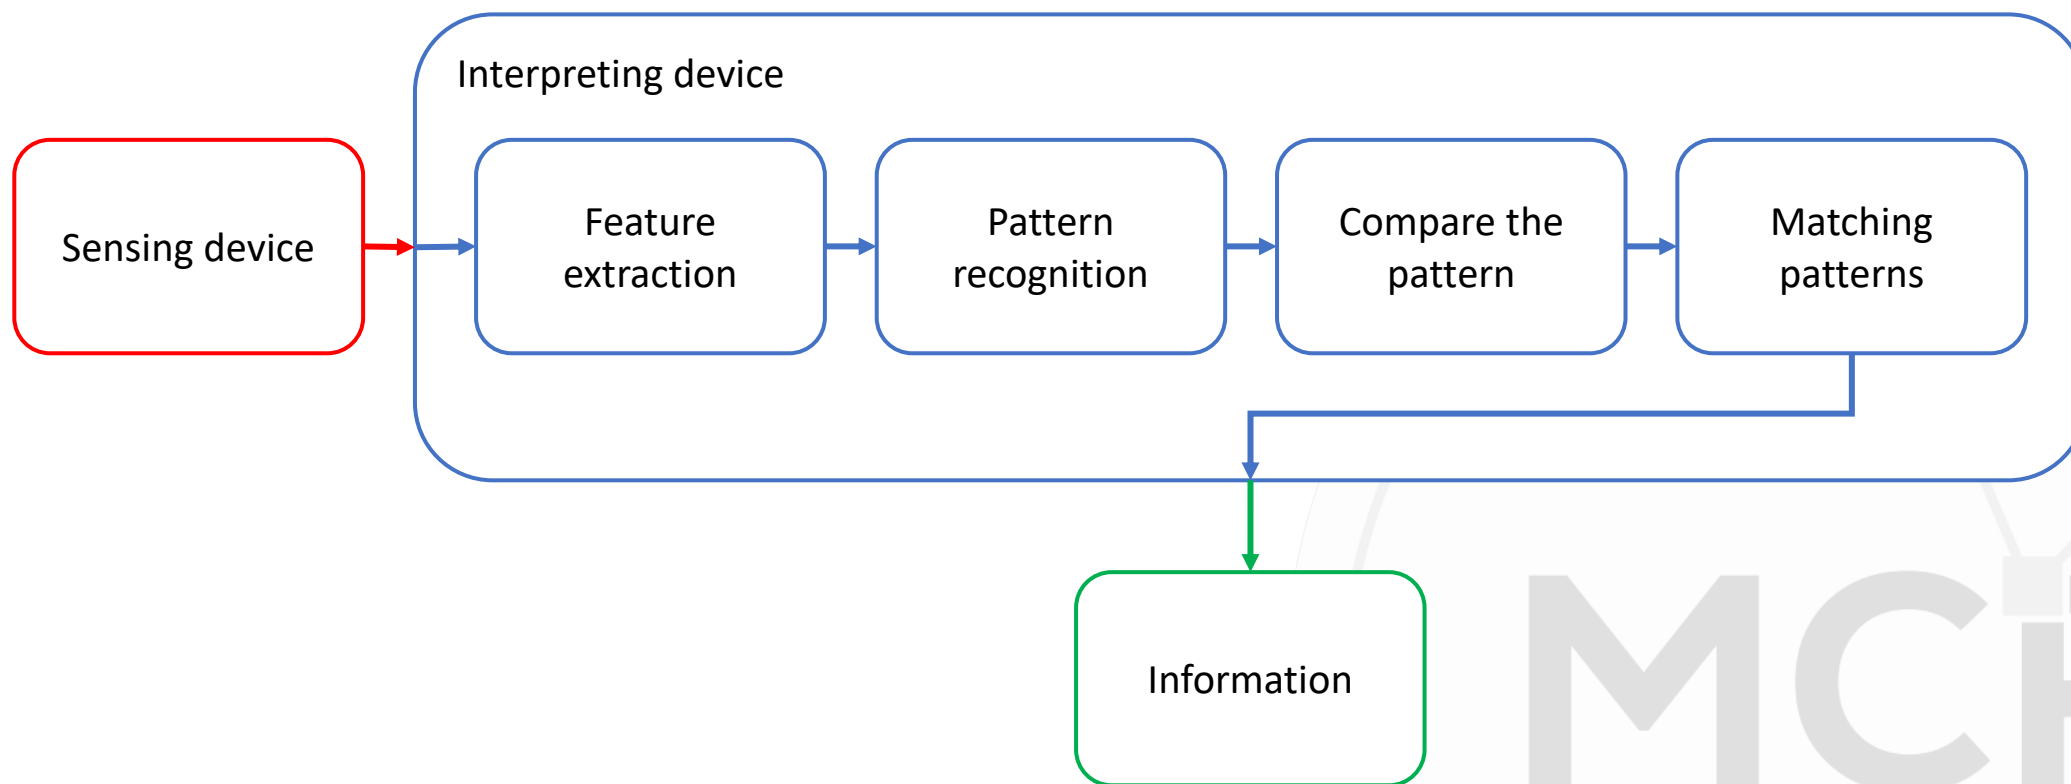 Interpreting device
Sensing device
Feature
extraction
Pattern
recognition
Compare the
pattern
Matching
patterns
Information